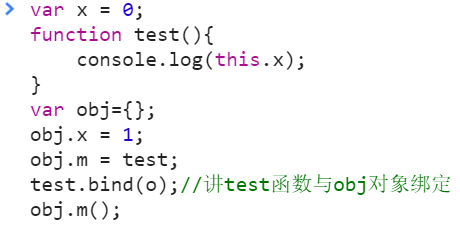 var x = 0;
function test(){
    console.log(this.x);
}
var obj={};
obj.x = 1;
obj.m = test;
test.bind(o);//讲test函数与obj对象绑定
obj.m();